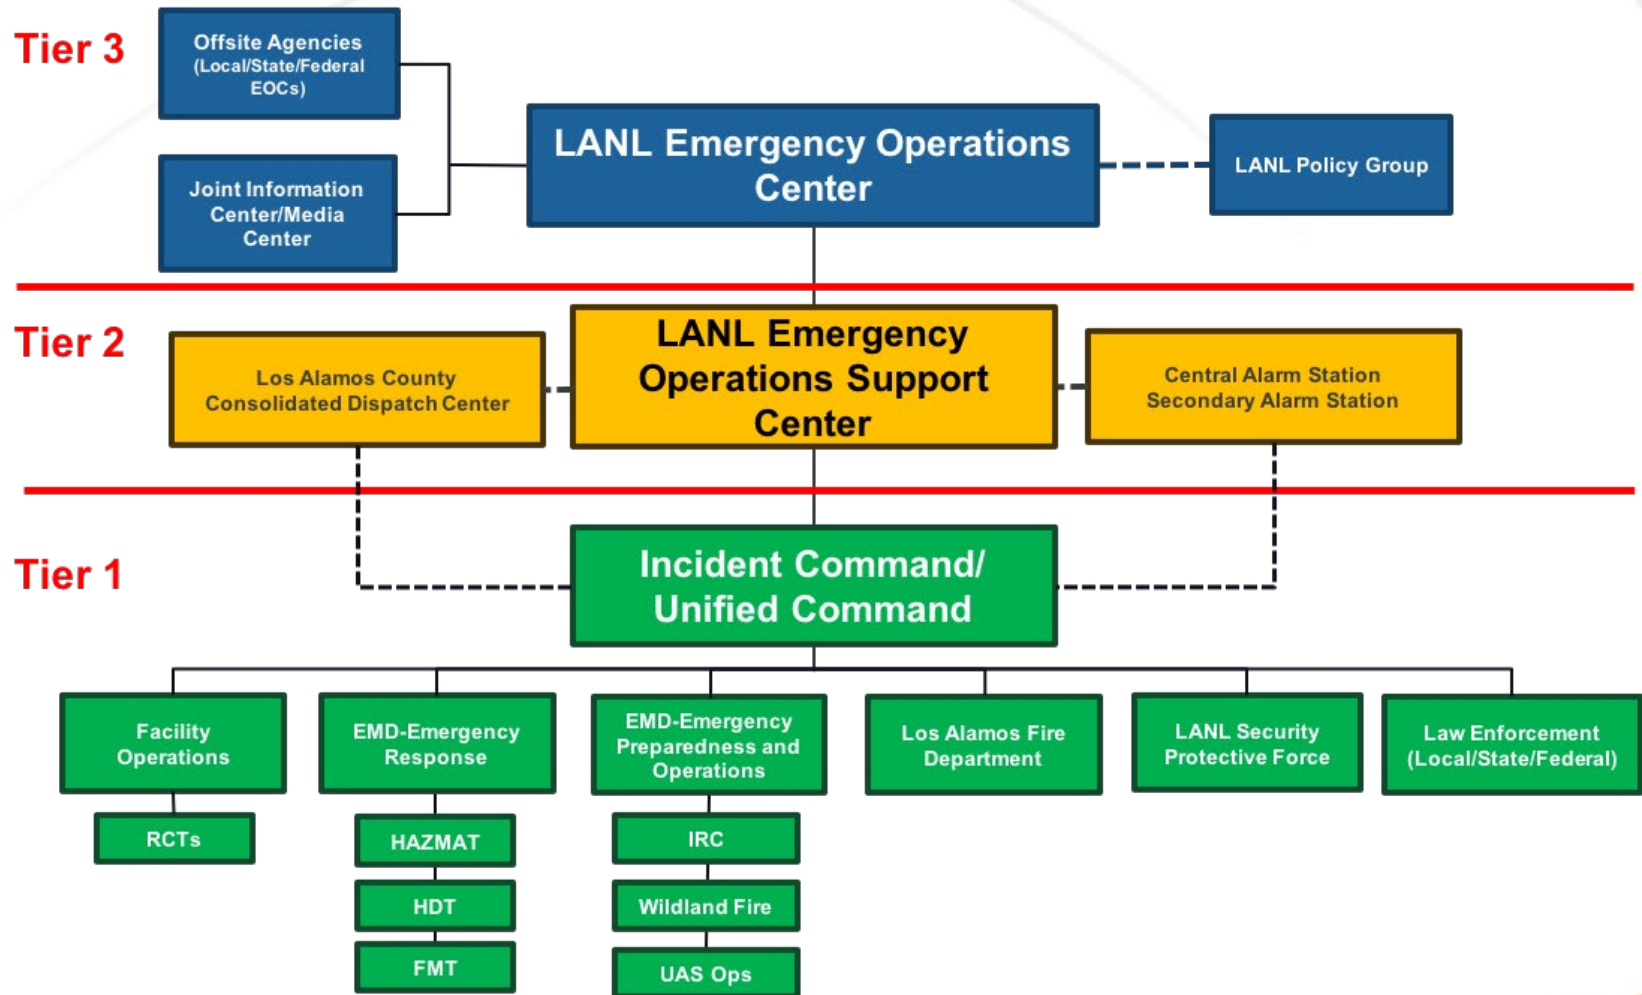 Tier 3
Offsite Agencies
(Local/State/Federal
EOCs)
Joint Information
Center/Media
Center
LANL Emergency Operations
Center
LANL Policy Group
Tier 2
Los Alamos County
Consolidated Dispatch Center
LANL Emergency
Operations Support
Center
Central Alarm Station
Secondary Alarm Station
Tier 1
Incident Command/
Unified Command
Facility
Operations
RCTs
EMD-Emergency
Response
HAZMAT
HDT
FMT
EMD-Emergency
Preparedness and
Operations
IRC
Wildland Fire
UAS Ops
Los Alamos Fire
Department
LANL Security
Protective Force
Law Enforcement
(Local/State/Federal)